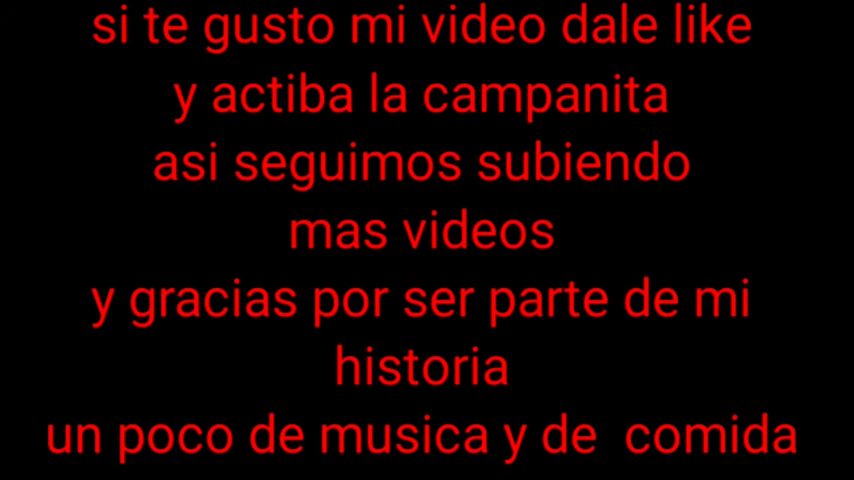 si te gusto mi video dale like
y actiba la campanita
asi seguimos subiendo
mas videos
y gracias por ser parte de mi
historia
un poco de musica y de  comida